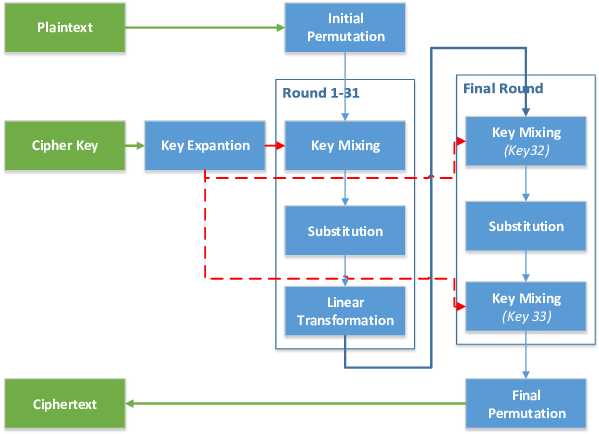 Plaintext
Initial
Permutation
Round 1-31
Final Round
Cipher Key
Key Expantion
Key Mixing
Key Mixing
(Key32)
Substitution
Substitution
Linear
Transformation
Key Mixing
(Key 33)
Ciphertext
Final
Permutation